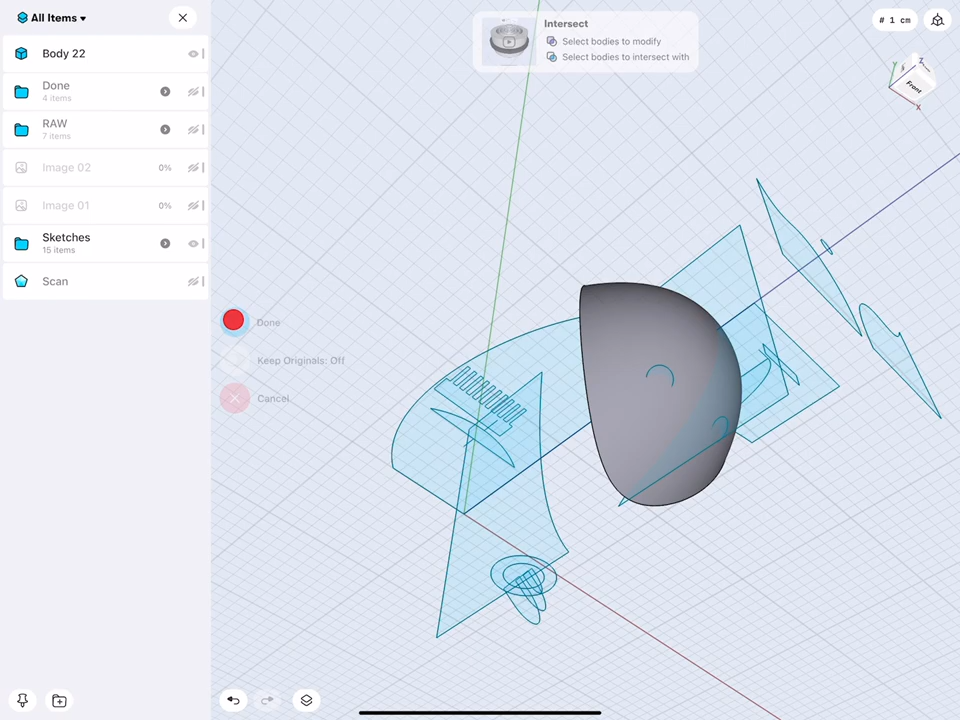 All Items
Body 22
Done
4 items
RAW
7 items
Image 02
0%
Image 01
0%
Sketches
15 items
Scan
Intersect
Select bodies to modify
Select bodies to intersect with
# 1 cm
Z
Y
Front
X
Done
Keep Originals: Off
Cancel